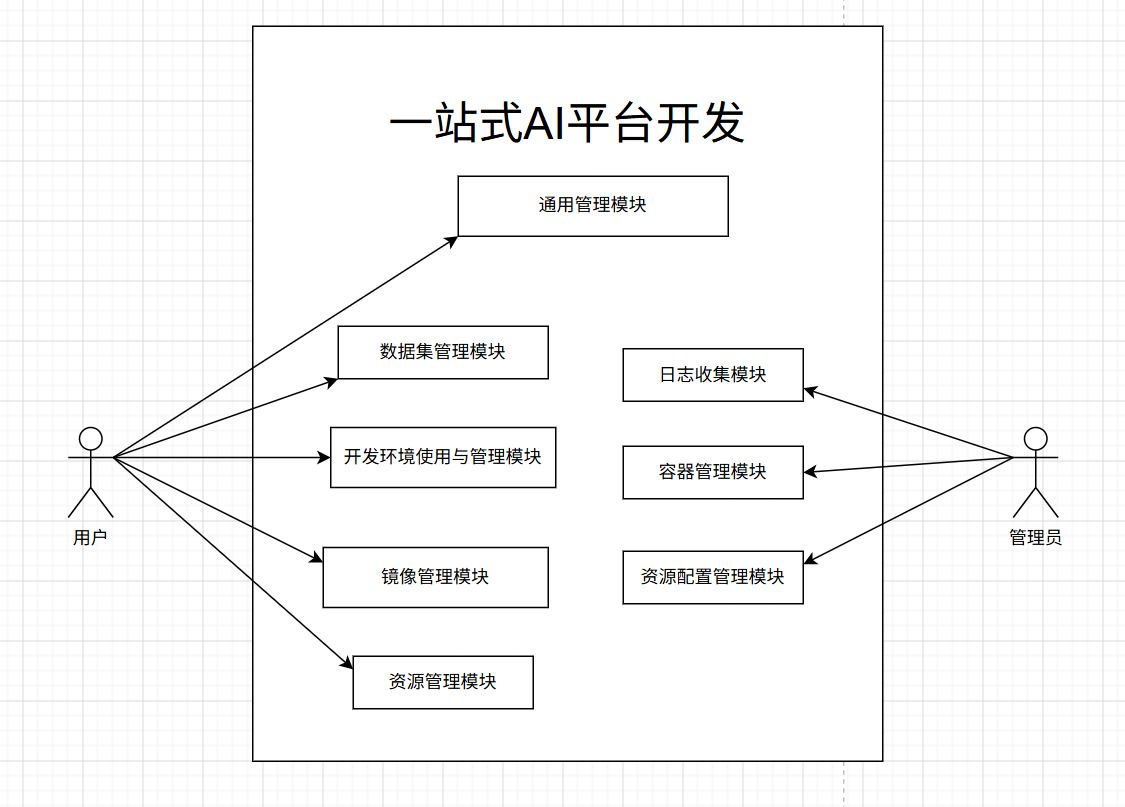 一站式AI平台开发
通用管理模块
数据集管理模块
日志收集模块
开发环境使用与管理模块
容器管理模块
用户
管理员
镜像管理模块
资源配置管理模块
资源管理模块